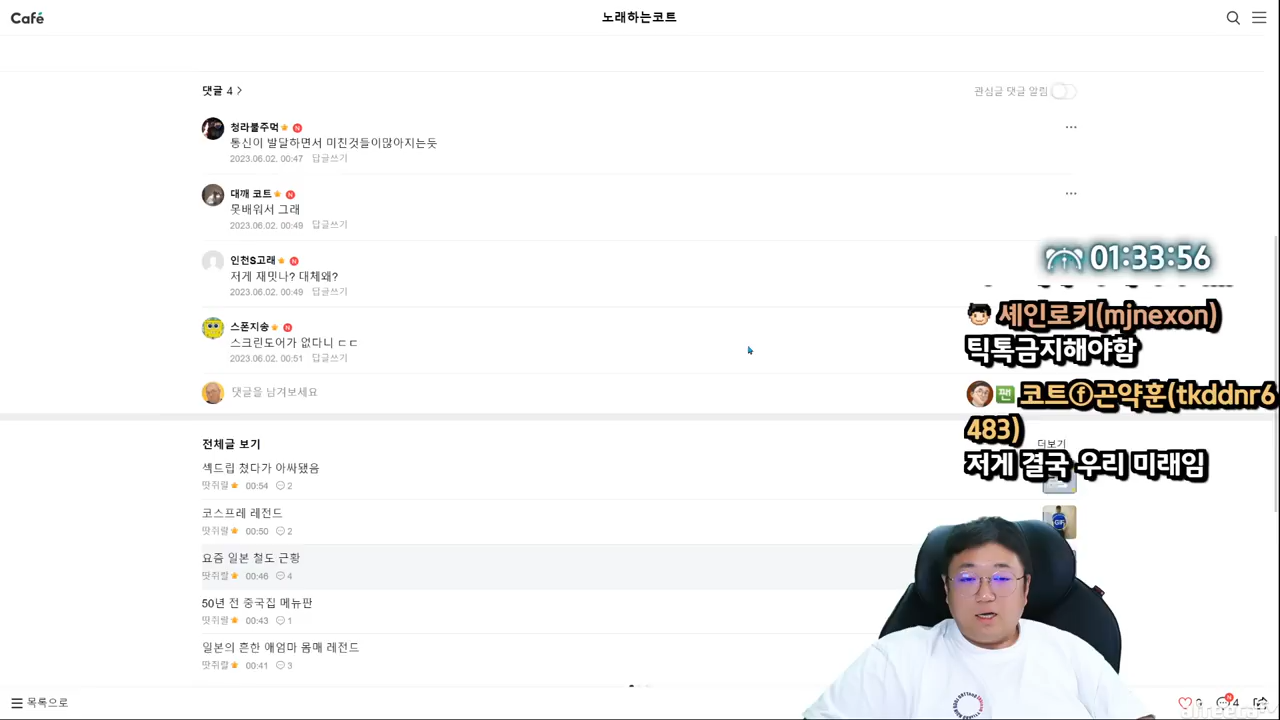 Café
노래하는코트
댓글 4
관심글 댓글 알림
청라불주먹
통신이 발달하면서 미친것들이많아지는듯
2023.06.02. 00:47 답글쓰기
대깨 코트
못배워서 그래
2023.06.02. 00:49 답글쓰기
인천S고래
저게 재밋나? 대체왜?
2023.06.02. 00:49 답글쓰기
스폰지송
스크린도어가 없다니 ㄷㄷ
2023.06.02. 00:51 답글쓰기
댓글을 남겨보세요
01:33:56
셰인로키(mjnexon)
틱톡금지해야함
팬 코트ⓕ곤약훈(tkddnr6
483)
저게 결국 우리 미래임
전체글 보기
더보기
섹드립 쳤다가 아싸됐음
땃쥐랄 00:54 2
코스프레 레전드
땃쥐랄 00:50 2
GIF
요즘 일본 철도 근황
땃쥐랄 00:46 4
50년 전 중국집 메뉴판
땃쥐랄 00:43 1
일본의 흔한 애엄마 몸매 레전드
땃쥐랄 00:41 3
목록으로